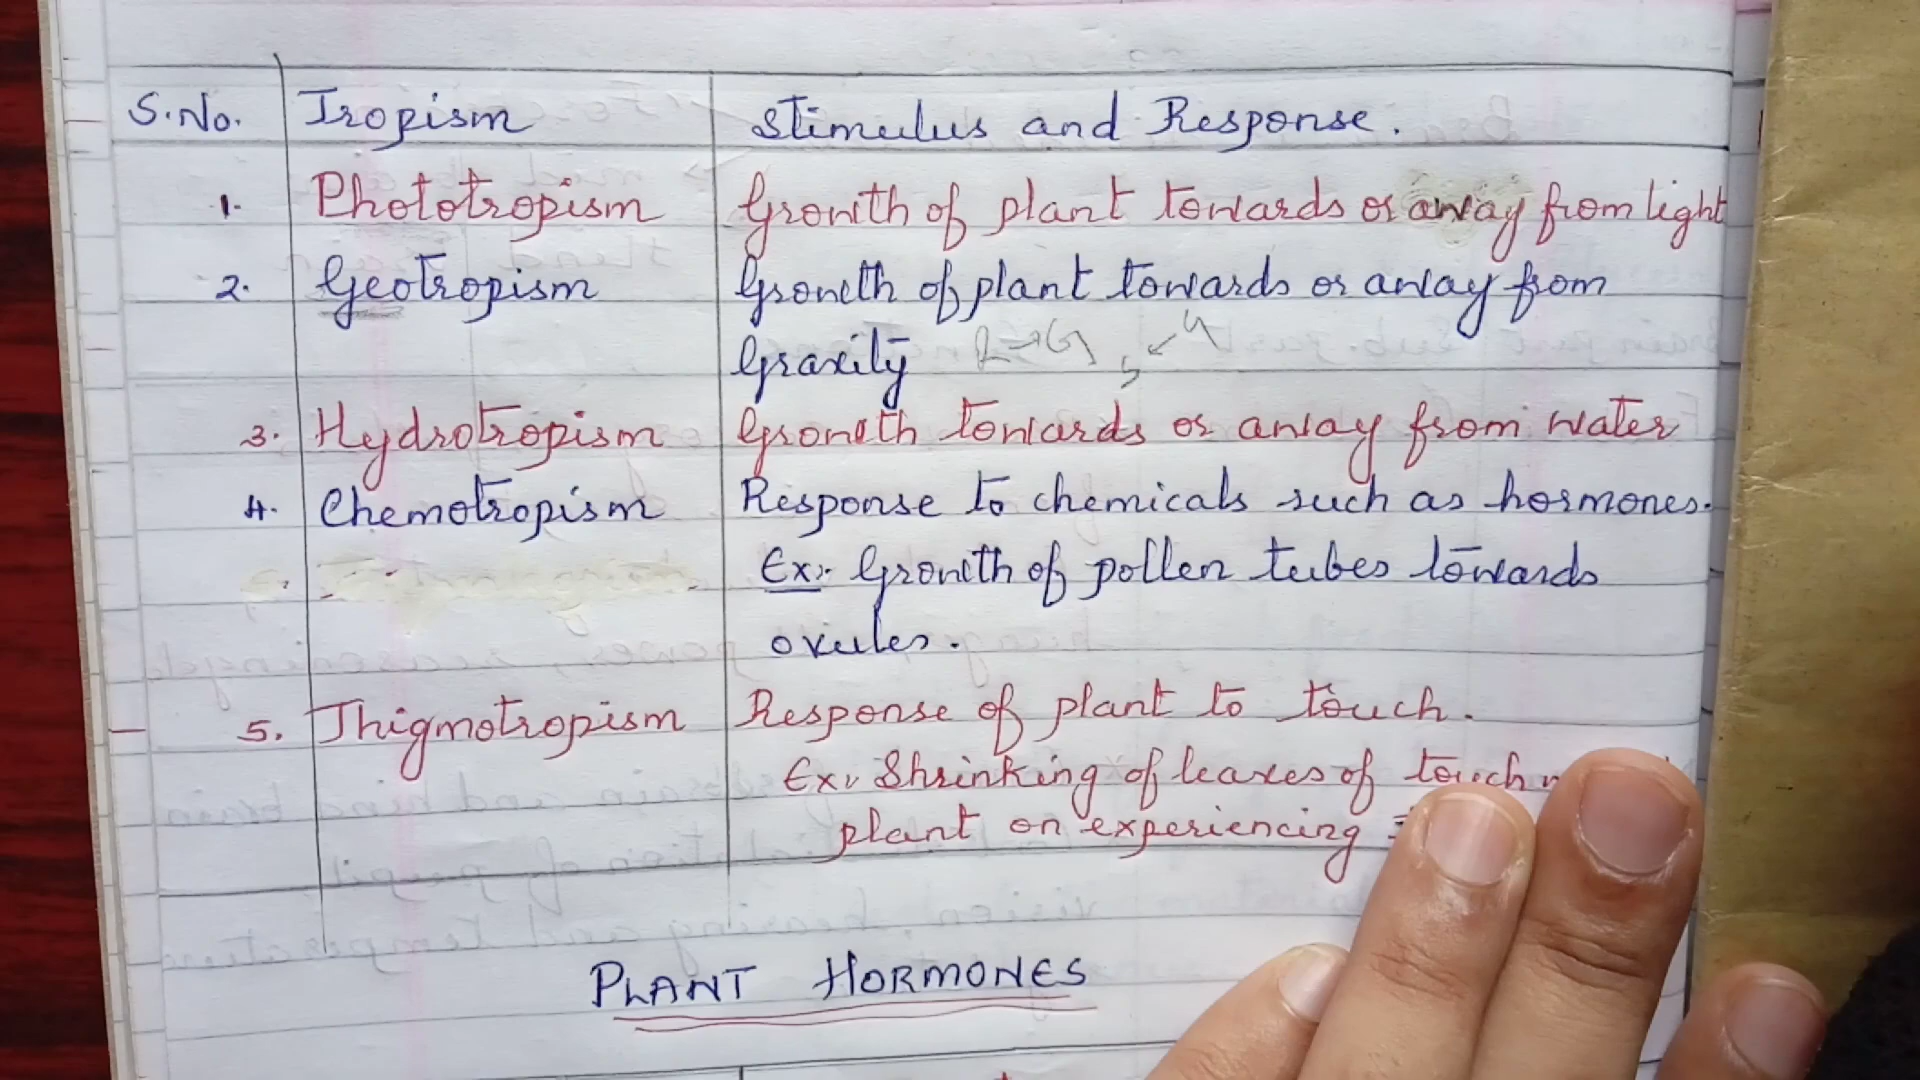 S.No. Tropism Stimulus and Response.
1. Phototropism Growth of plant towards or away from light
2. Geotropism Growth of plant towards or away from
Gravity
3. Hydrotropism Growth towards or away from water
4. Chemotropism Response to chemicals such as hormones.
Ex:- Growth of pollen tubes towards
ovules.
5. Thigmotropism Response of plant to touch.
Ex:- Shrinking of leaves of touch
plant on experiencing
PLANT HORMONES